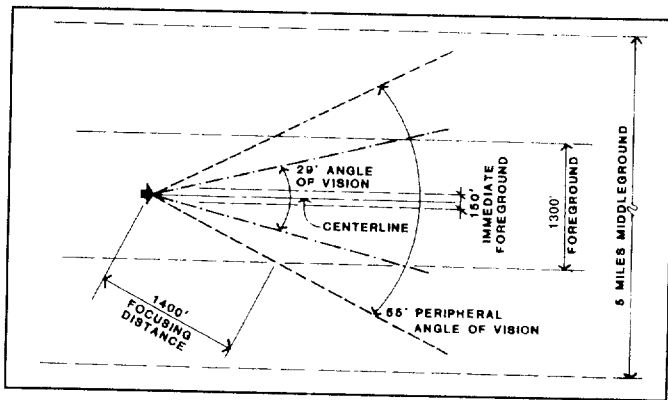 29' ANGLE
OF VISION
CENTERLINE
150'
IMMEDIATE
FOREGROUND
1300'
FOREGROUND
5 MILES MIDDLEGROUND
1400'
FOCUSING
DISTANCE
55' PERIPHERAL
ANGLE OF VISION